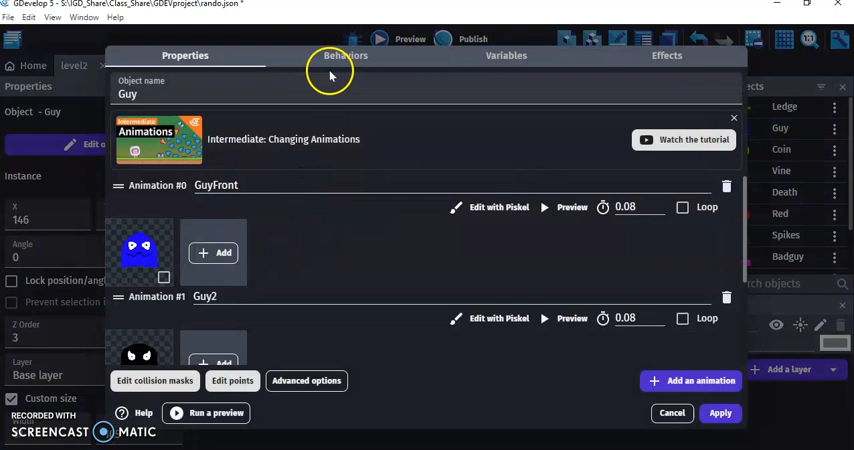 GDevelop 5 - S:\IGD_Share\Class_Share\GDEVproject\rando.json *
File Edit View Window Help
Preview Publish
Home level2
Properties Behaviors Variables Effects
Properties
Object - Guy
Edit o
Instance
X
146
Angle
0
Lock position/ang
Prevent selection i
Z Order
3
Layer
Base layer
Custom size
Width
Object name
Guy
Intermediate
Animations
Intermediate: Changing Animations
Watch the tutorial
Animation #0 GuyFront
Edit with Piskel Preview 0.08 Loop
Add
Animation #1 Guy2
Edit with Piskel Preview 0.08 Loop
Add
Edit collision masks Edit points Advanced options Add an animation
Help Run a preview Cancel Apply
ects
Ledge
Guy
Coin
Vine
Death
Red
Spikes
Badguy
rch objects
Add a layer
RECORDED WITH
SCREENCAST MATIC